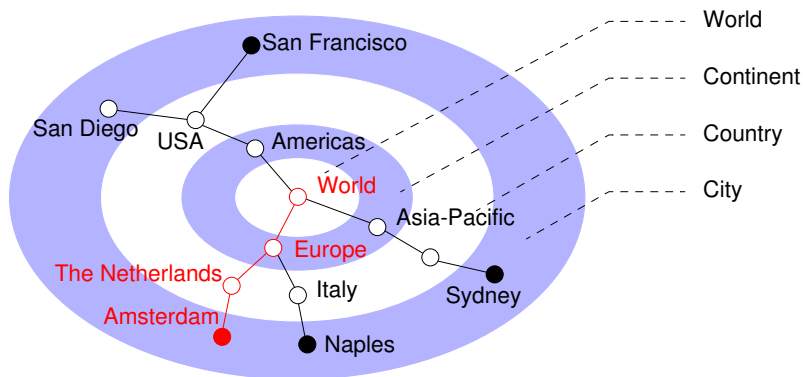 World
San Francisco
Continent
San Diego
USA
Americas
Country
World
City
Asia-Pacific
Europe
The Netherlands
Italy
Sydney
Amsterdam
Naples